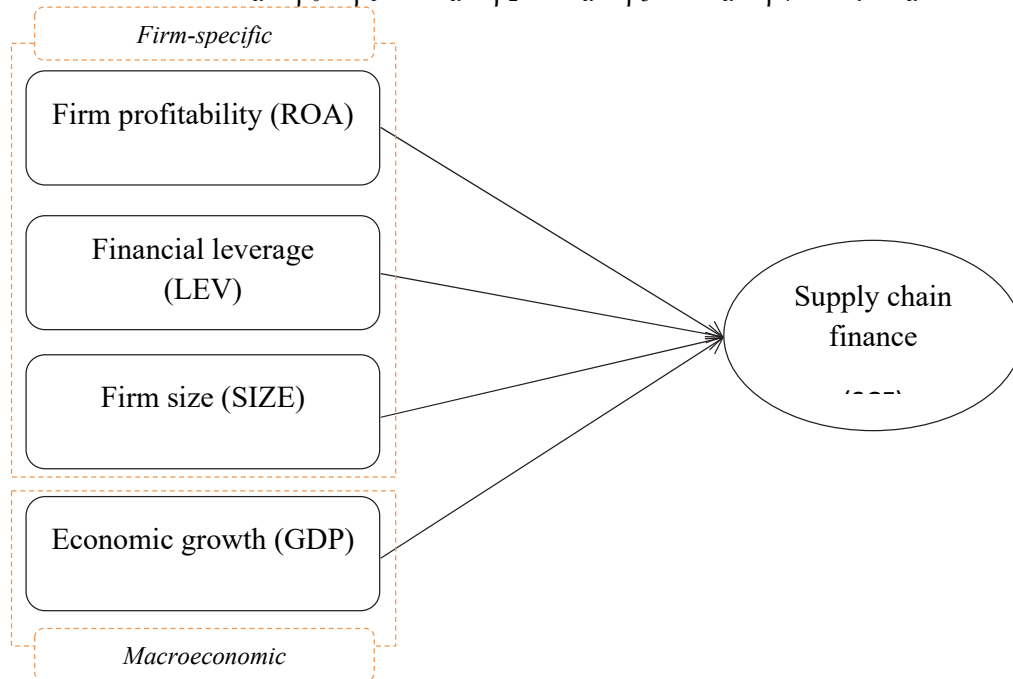 Firm-specific
Firm profitability (ROA)
Financial leverage
(LEV)
Firm size (SIZE)
Economic growth (GDP)
Macroeconomic
Supply chain
finance